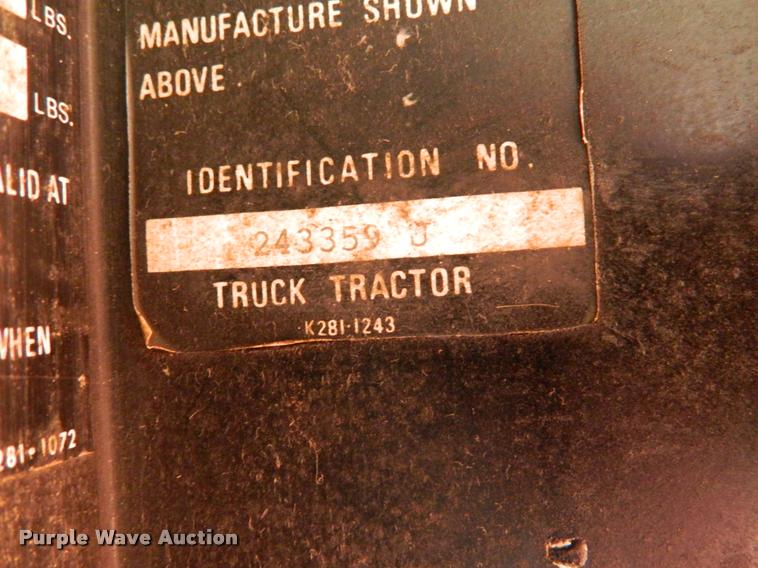 LBS.
LBS.
ALID AT
WHEN
281-1072
MANUFACTURE SHOWN
ABOVE.
IDENTIFICATION NO.
243359 J
TRUCK TRACTOR
K281-1243
Purple Wave Auction